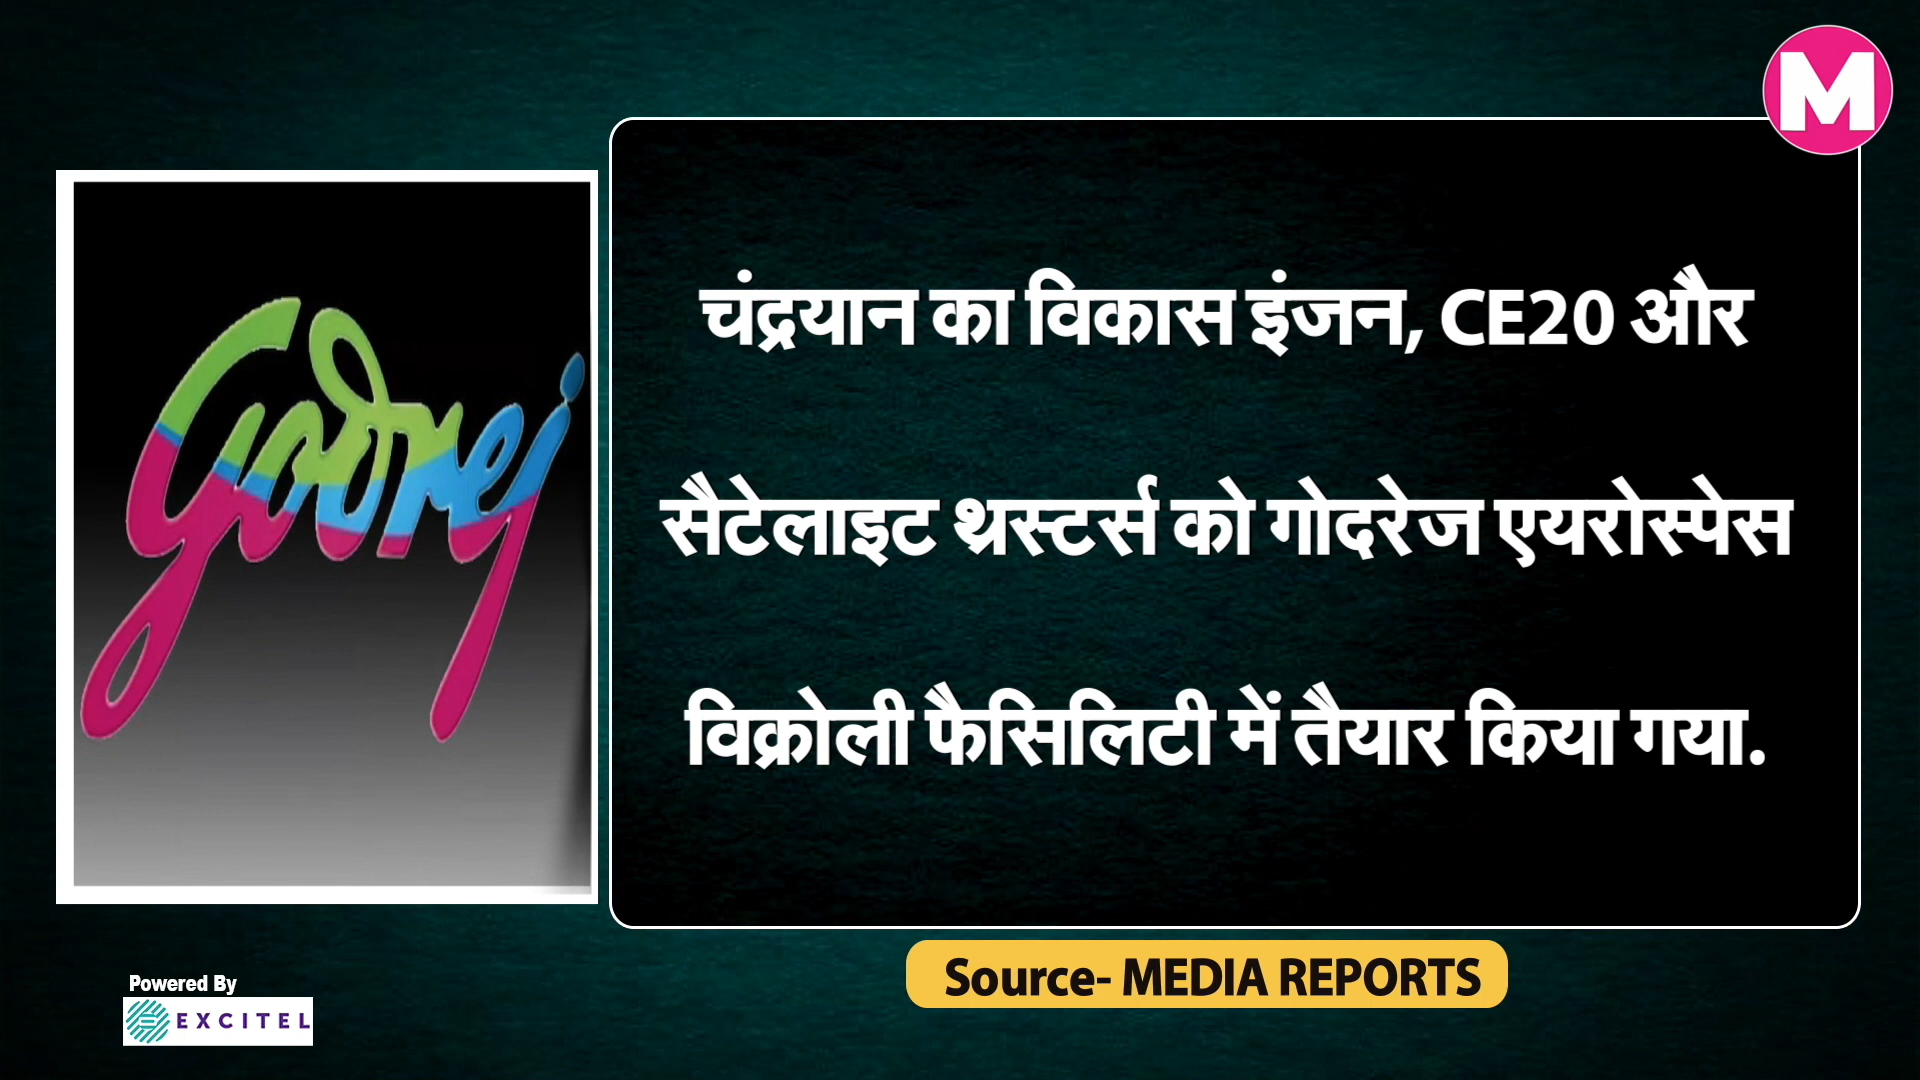 M
Godrej
चंद्रयान का विकास इंजन, CE20 और
सैटेलाइट थ्रस्टर्स को गोदरेज एयरोस्पेस
विक्रोली फैसिलिटी में तैयार किया गया.
Source- MEDIA REPORTS
Powered By
EXCITEL